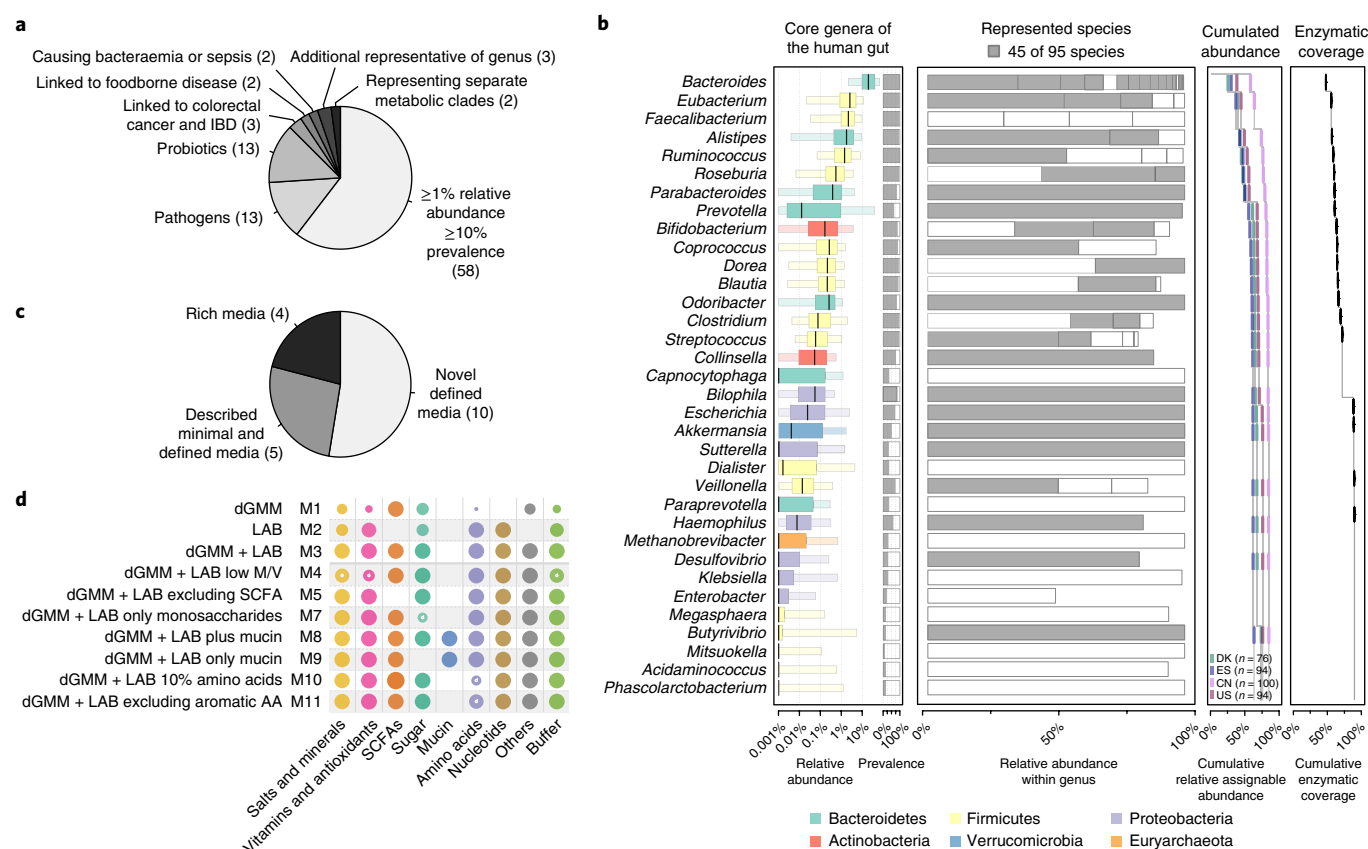 a
Causing bacteraemia or sepsis (2)
Additional representative of genus (3)
Linked to foodborne disease (2)
Representing separate
metabolic clades (2)
Linked to colorectal
cancer and IBD (3)
Probiotics (13)
Pathogens (13)
≥1% relative
abundance
≥10%
prevalence
(58)
c
Rich media (4)
Novel
defined
media (10)
Described
minimal and
defined media (5)
d
dGMM M1
LAB M2
dGMM + LAB M3
dGMM + LAB low M/V M4
dGMM + LAB excluding SCFA M5
dGMM + LAB only monosaccharides M7
dGMM + LAB plus mucin M8
dGMM + LAB only mucin M9
dGMM + LAB 10% amino acids M10
dGMM + LAB excluding aromatic AA M11
Salts and minerals
Vitamins and antioxidants
SCFAs
Sugar
Mucin
Amino acids
Nucleotids
Others
Buffer
b
Core genera of
the human gut
Represented species
45 of 95 species
Cumulated
abundance
Enzymatic
coverage
Bacteroides
Eubacterium
Faecalibacterium
Alistipes
Ruminococcus
Roseburia
Parabacteroides
Prevotella
Bifidobacterium
Coprococcus
Dorea
Blautia
Odoribacter
Clostridium
Streptococcus
Collinsella
Capnocytophaga
Bilophila
Escherichia
Akkermansia
Sutterella
Dialister
Veillonella
Paraprevotella
Haemophilus
Methanobrevibacter
Desulfovibrio
Klebsiella
Enterobacter
Megasphaera
Butyrivibrio
Mitsuokella
Acidaminococcus
Phascolarctobacterium
DK (n = 76)
ES (n = 94)
CN (n = 100)
US (n = 94)
0.001% 0.01% 0.1% 1% 10% 0% 100%
0% 50% 100%
0% 50% 100%
0% 50% 100%
Relative
abundance
Prevalence
Relative abundance
within genus
Cumulative
relative assignable
abundance
Cumulative
enzymatic
coverage
Bacteroidetes
Firmicutes
Proteobacteria
Actinobacteria
Verrucomicrobia
Euryarchaeota